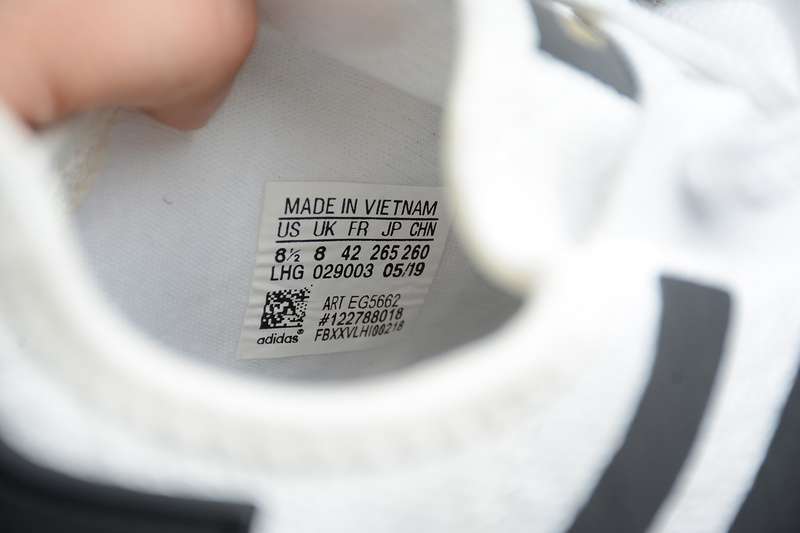 MADE IN VIETNAM
US UK FR JP CHN
8½ 8 42 265 260
LHG 029003 05/19
ART EG5662
#122788018
adidas® FBXXVLHI00218